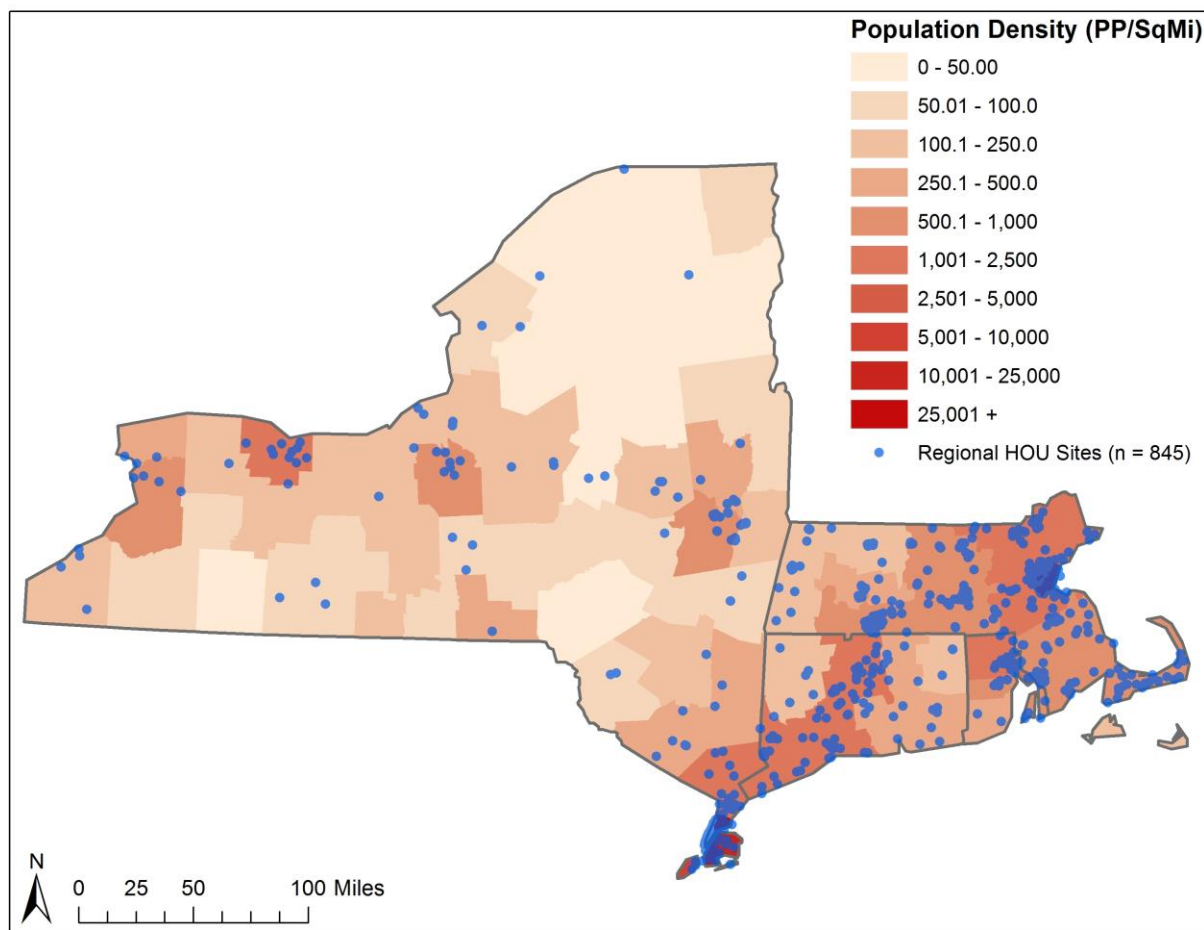 Population Density (PP/SqMi)
0 - 50.00
50.01 - 100.0
100.1 - 250.0
250.1 - 500.0
500.1 - 1,000
1,001 - 2,500
2,501 - 5,000
5,001 - 10,000
10,001 - 25,000
25,001 +
Regional HOU Sites (n = 845)
N
0 25 50 100 Miles